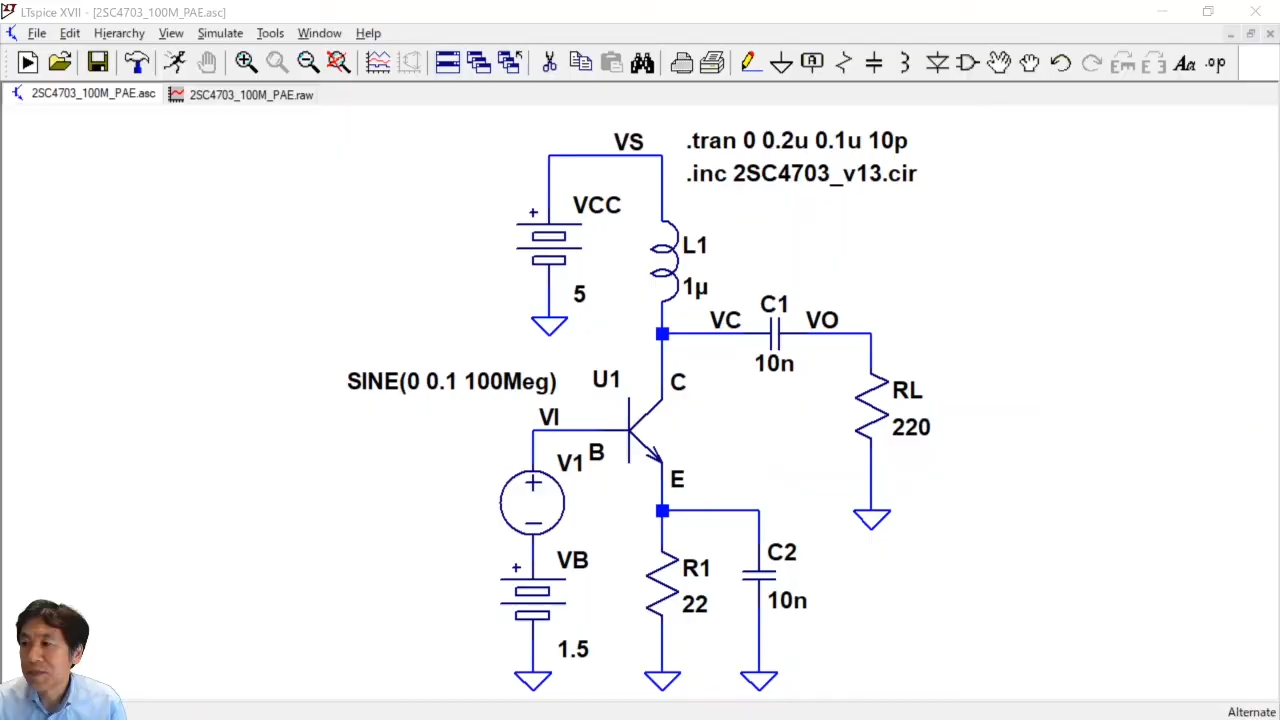 LTspice XVII - [2SC4703_100M_PAE.asc]
File Edit Hierarchy View Simulate Tools Window Help
Aa .op
2SC4703_100M_PAE.asc 2SC4703_100M_PAE.raw
VS .tran 0 0.2u 0.1u 10p
.inc 2SC4703_v13.cir
+ VCC
L1
5 1µ
C1
VC VO
10n
SINE(0 0.1 100Meg) U1 C
RL
VI 220
V1 B
+
E
−
C2
+ VB R1
22 10n
1.5
Alternate